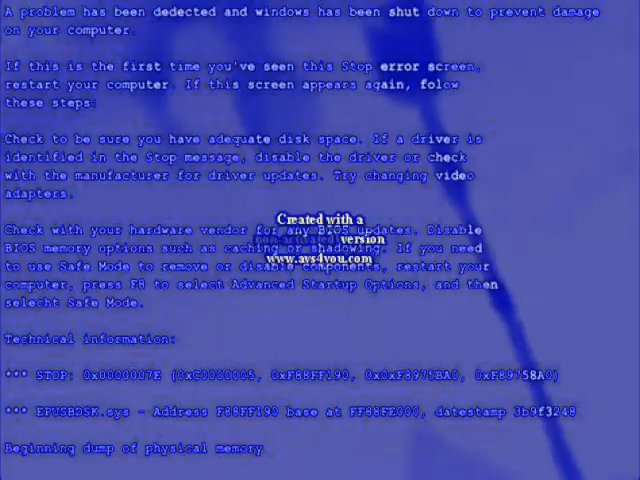 A problem has been dedected and windows has been shut down to prevent damage
on your computer.
If this is the first time you've seen this Stop error screen,
restart your computer. If this screen appears again, folow
these steps:
Check to be sure you have adequate disk space. If a driver is
identified in the Stop message, disable the driver or check
with the manufacturer for driver updates. Try changing video
adapters.
Check with your hardware vendor for any BIOS updates. Disable
BIOS memory options such as caching or shadowing. If you need
to use Safe Mode to remove or disable components, restart your
computer, press F8 to select Advanced Startup Options, and then
selecht Safe Mode.
Created with a
non-activated version
www.avs4you.com
Technical information:
*** STOP: 0x0000007E (0xC0000005, 0xF88FF190, 0x0xF8975BA0, 0xF89758A0)
*** EPUSBDSK.sys - Address F88FF190 base at FF88FE000, datestamp 3b9f3248
Beginning dump of physical memory